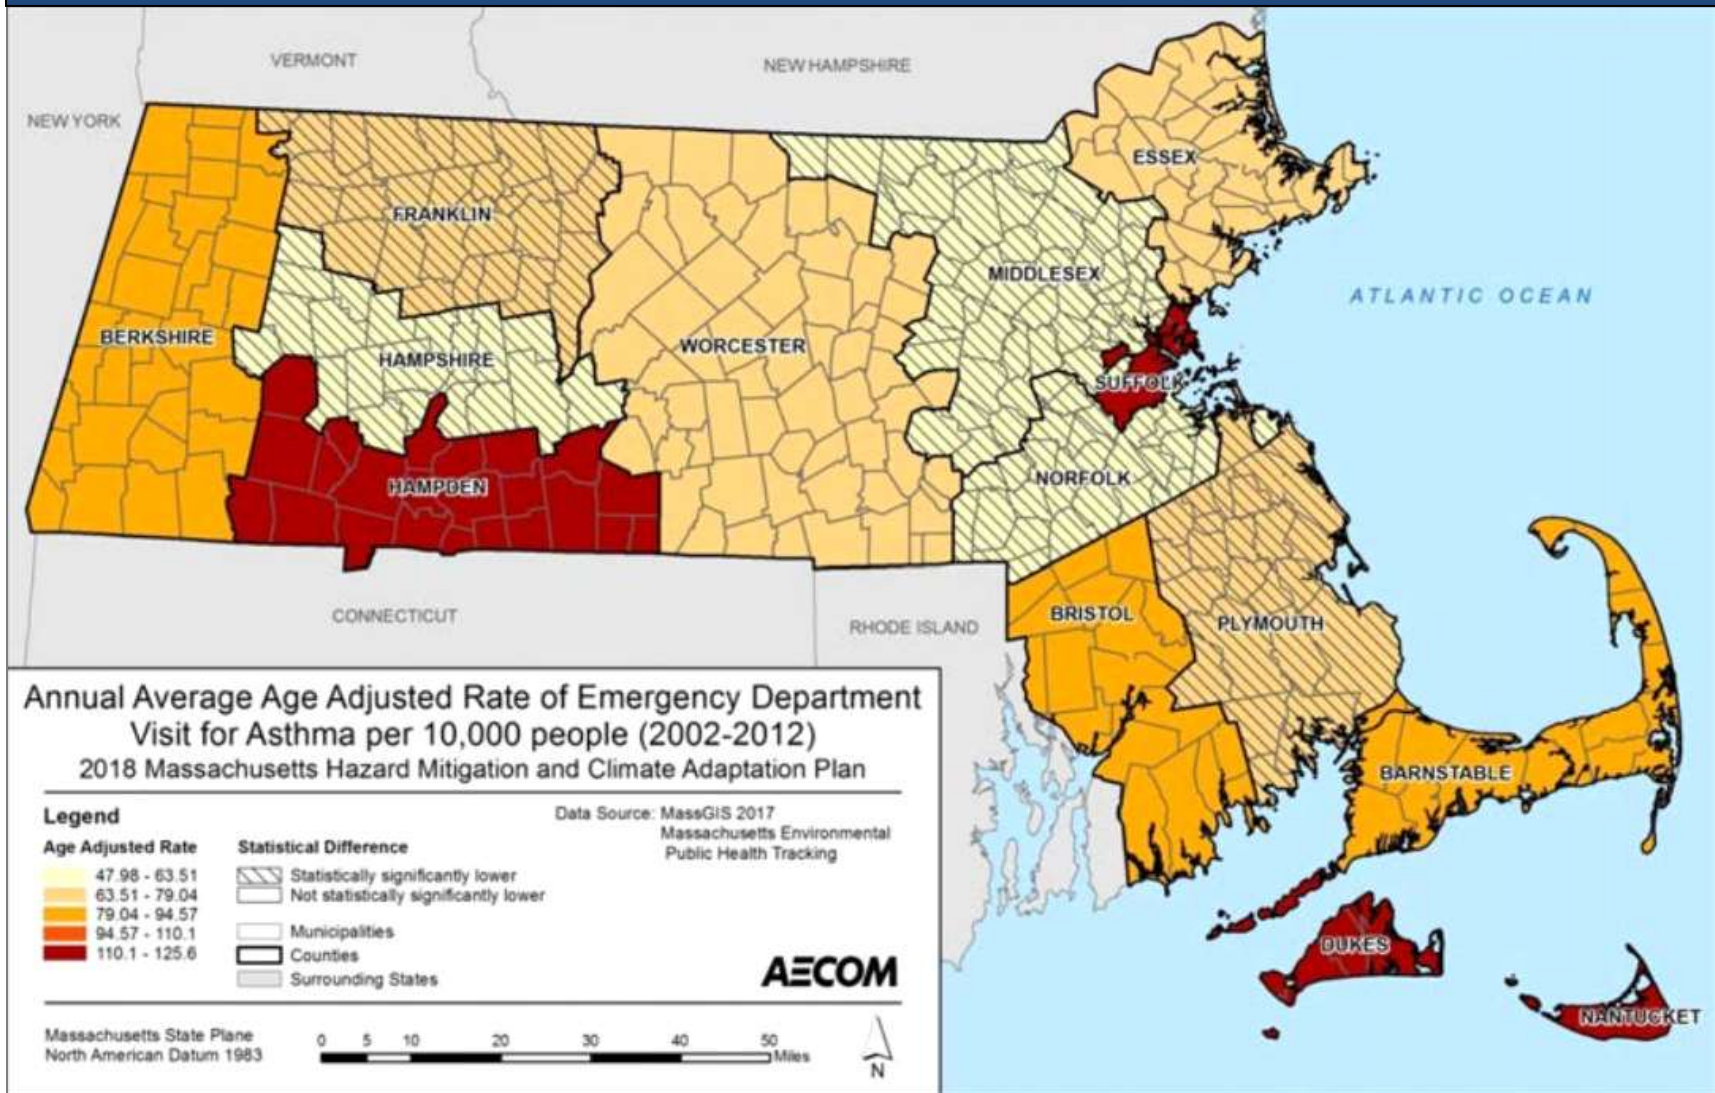 VERMONT
NEW HAMPSHIRE
NEW YORK
ESSEX
FRANKLIN
MIDDLESEX
ATLANTIC OCEAN
BERKSHIRE
HAMPSHIRE
WORCESTER
SUFFOLK
HAMPDEN
NORFOLK
CONNECTICUT
RHODE ISLAND
BRISTOL
PLYMOUTH
BARNSTABLE
DUKES
NANTUCKET
Annual Average Age Adjusted Rate of Emergency Department
Visit for Asthma per 10,000 people (2002-2012)
2018 Massachusetts Hazard Mitigation and Climate Adaptation Plan
Legend
Age Adjusted Rate
47.98 - 63.51
63.51 - 79.04
79.04 - 94.57
94.57 - 110.1
110.1 - 125.6
Statistical Difference
Statistically significantly lower
Not statistically significantly lower
Municipalities
Counties
Surrounding States
Data Source: MassGIS 2017
Massachusetts Environmental
Public Health Tracking
AECOM
Massachusetts State Plane
North American Datum 1983
0 5 10 20 30 40 50
Miles
N